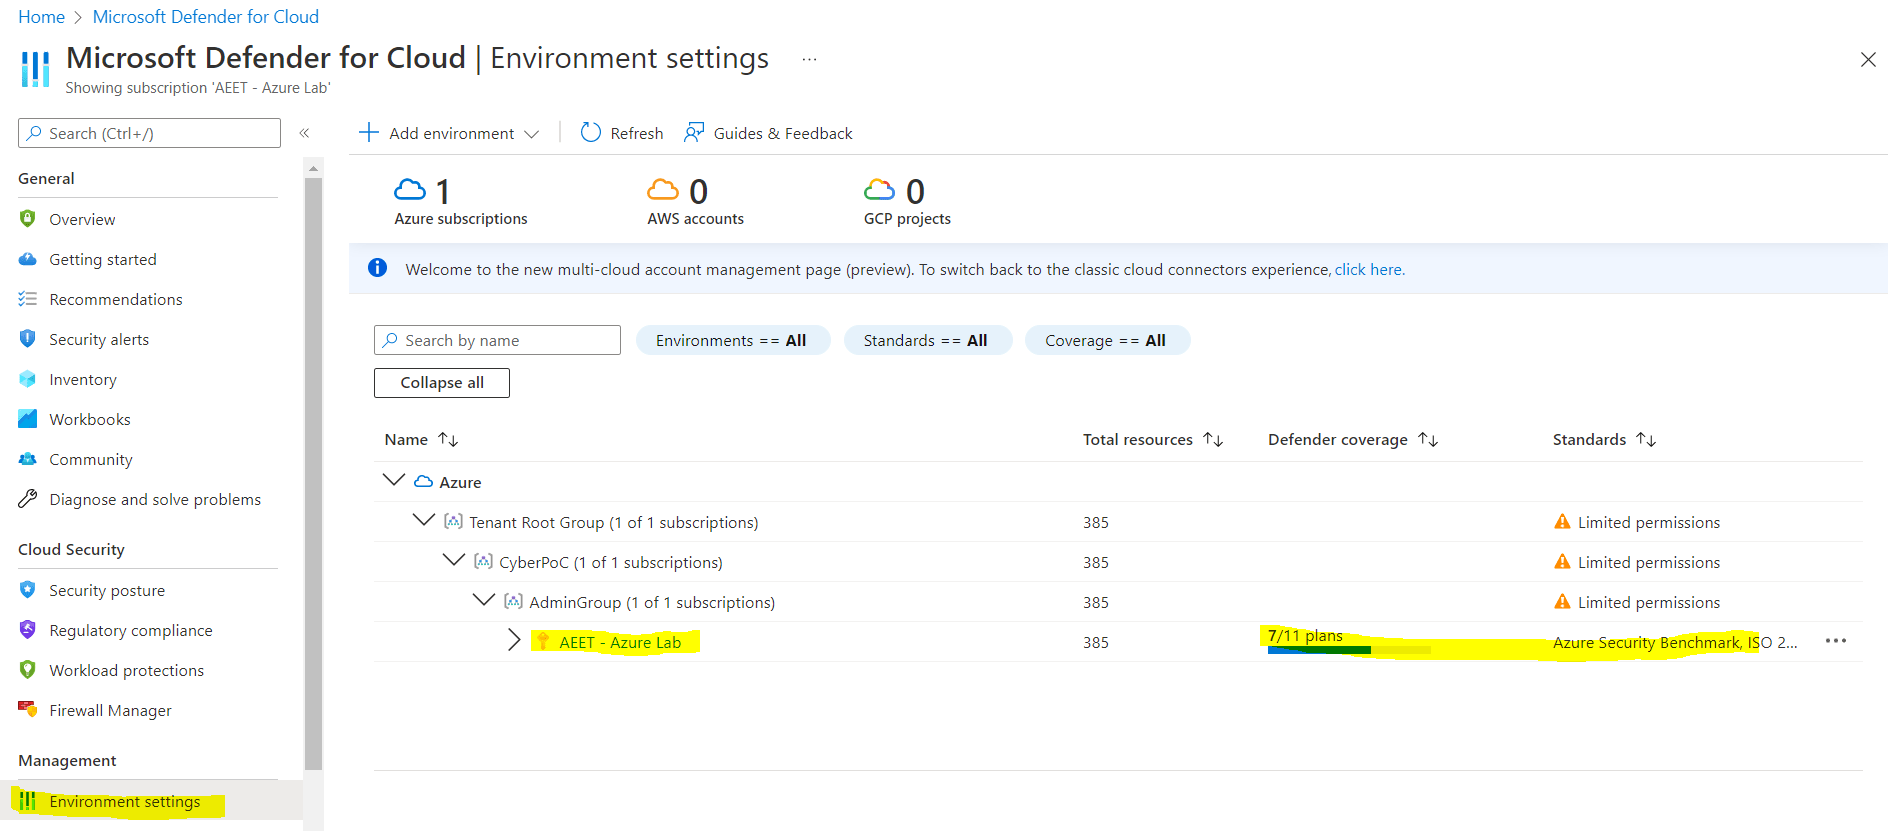 Home > Microsoft Defender for Cloud
Microsoft Defender for Cloud | Environment settings ...
Showing subscription 'AEET - Azure Lab'
Search (Ctrl+/)
«
General
Overview
Getting started
Recommendations
Security alerts
Inventory
Workbooks
Community
Diagnose and solve problems
Cloud Security
Security posture
Regulatory compliance
Workload protections
Firewall Manager
Management
Environment settings
Add environment Refresh Guides & Feedback
1 0 0
Azure subscriptions AWS accounts GCP projects
Welcome to the new multi-cloud account management page (preview). To switch back to the classic cloud connectors experience, click here.
Search by name Environments == All Standards == All Coverage == All
Collapse all
Name Total resources Defender coverage Standards
Azure
Tenant Root Group (1 of 1 subscriptions) 385 Limited permissions
CyberPoC (1 of 1 subscriptions) 385 Limited permissions
AdminGroup (1 of 1 subscriptions) 385 Limited permissions
AEET - Azure Lab 385 7/11 plans Azure Security Benchmark, ISO 2... ...